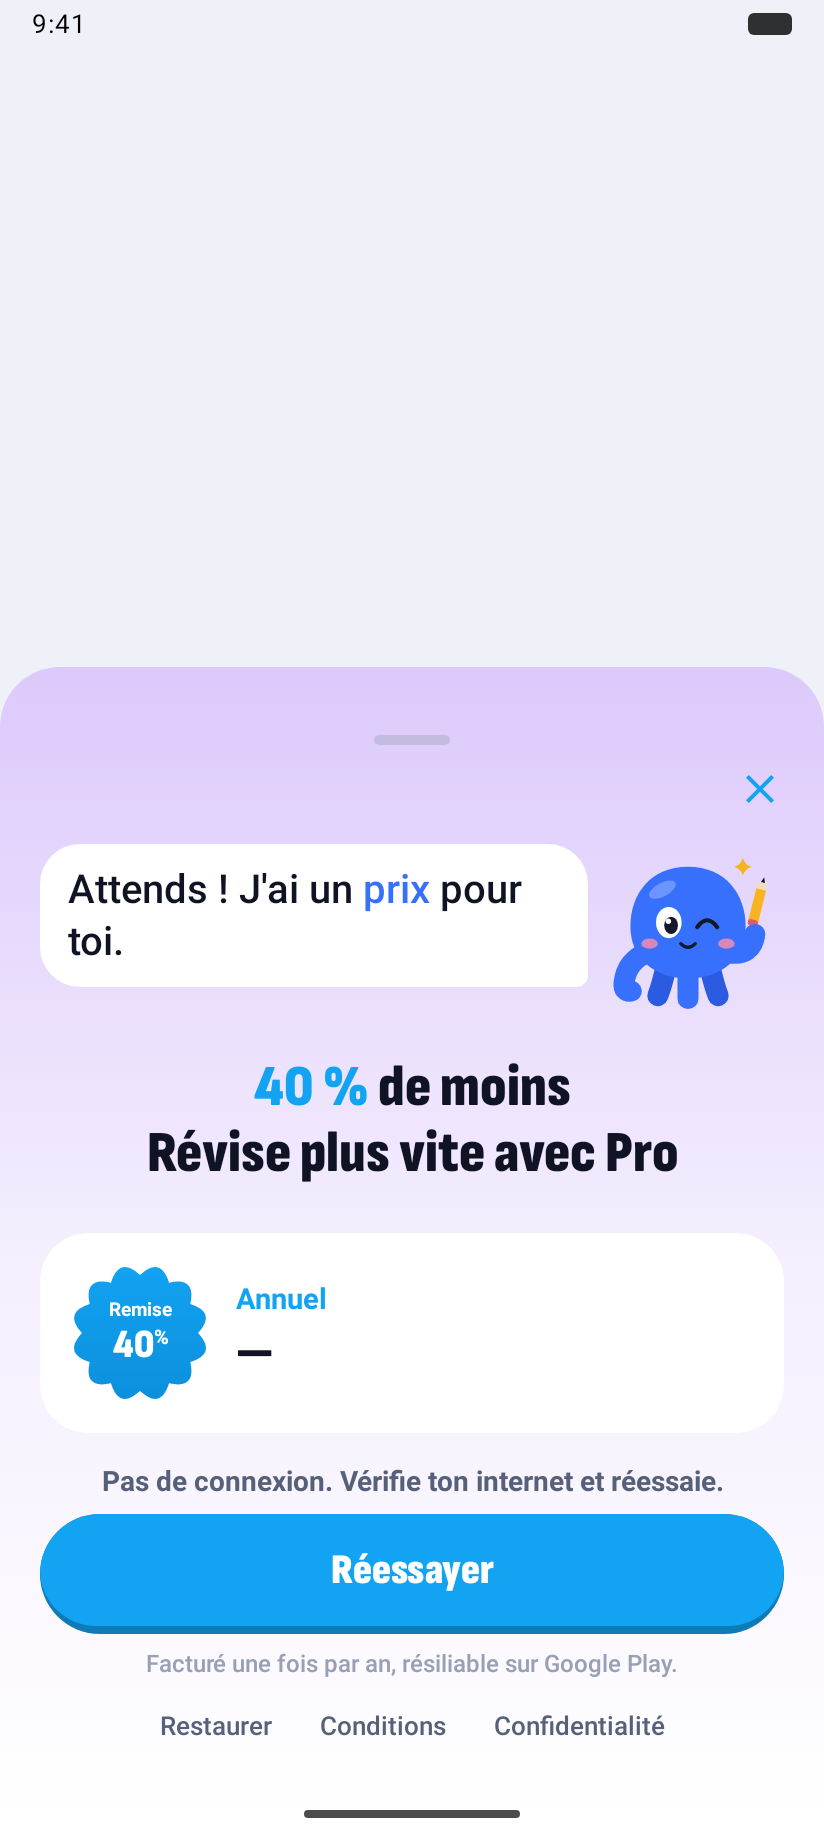 9:41
Attends ! J'ai un prix pour
toi.
40 % de moins
Révise plus vite avec Pro
Remise
40%
Annuel
—
Pas de connexion. Vérifie ton internet et réessaie.
Réessayer
Facturé une fois par an, résiliable sur Google Play.
Restaurer Conditions Confidentialité